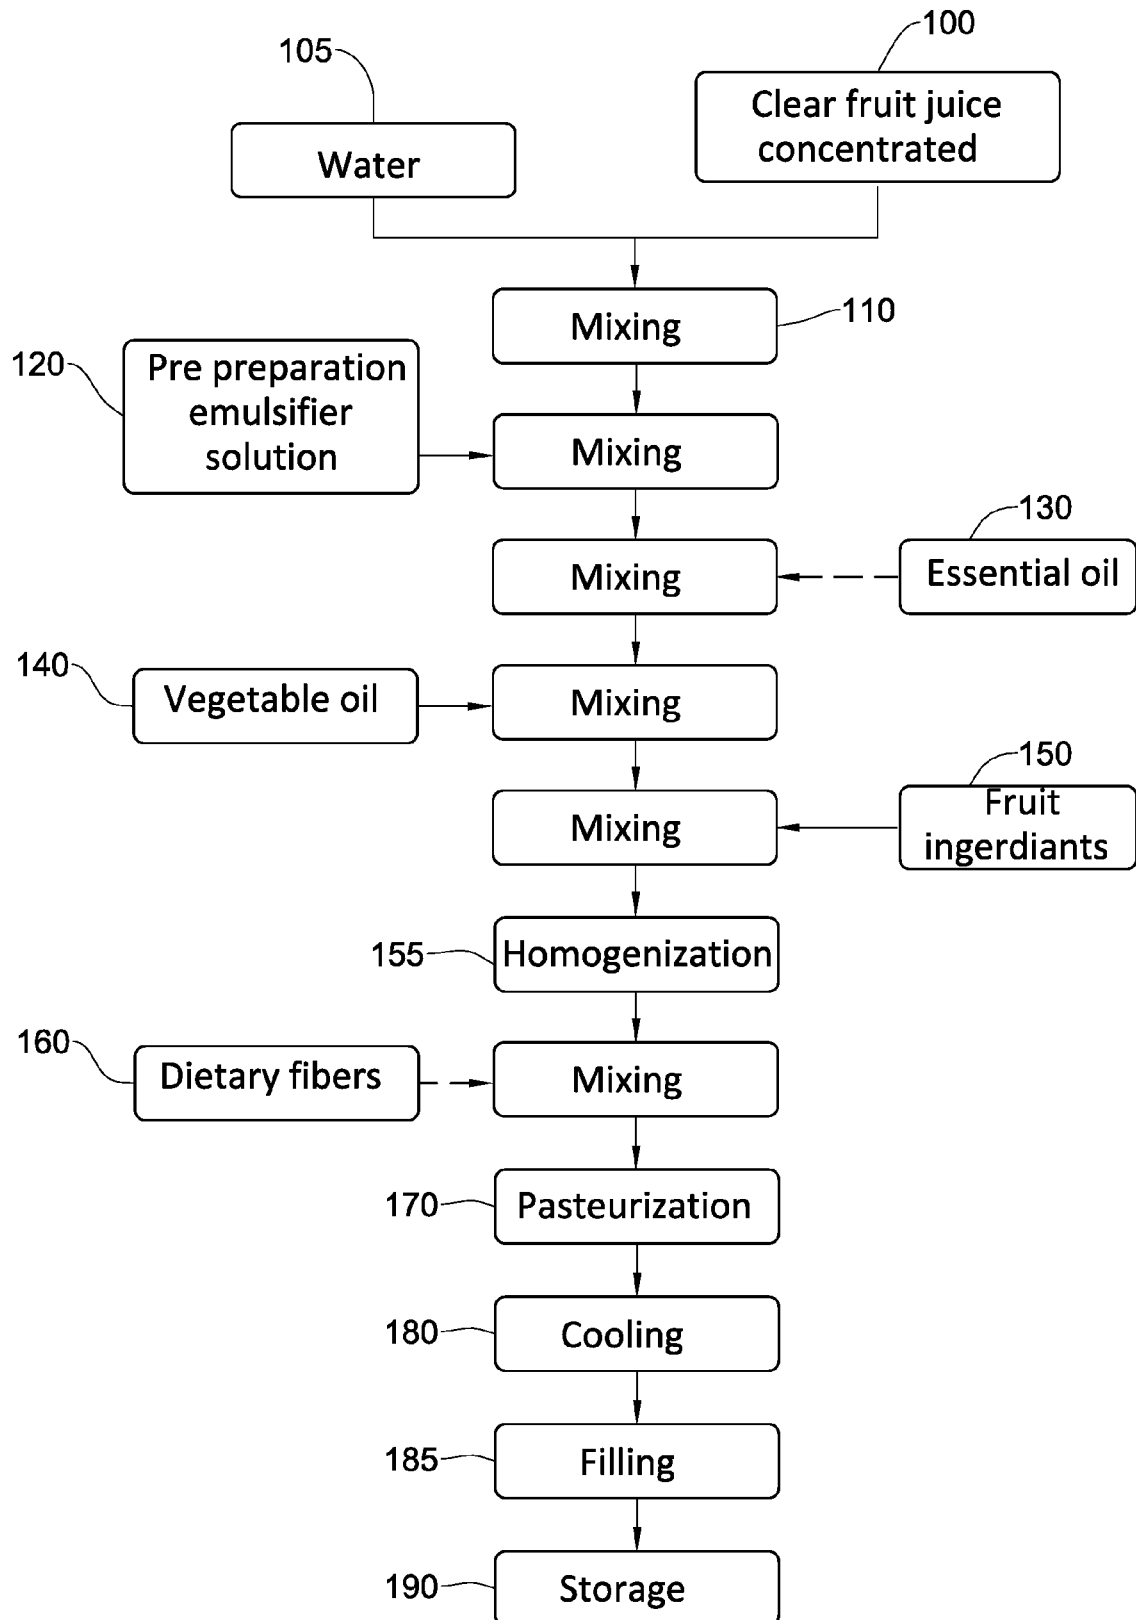 100
105
Clear fruit juice
concentrated
Water
110
Mixing
120
Pre preparation
emulsifier
solution
Mixing
130
Mixing
Essential oil
140
Vegetable oil
Mixing
150
Mixing
Fruit
ingerdiants
155
Homogenization
160
Dietary fibers
Mixing
170
Pasteurization
180
Cooling
185
Filling
190
Storage